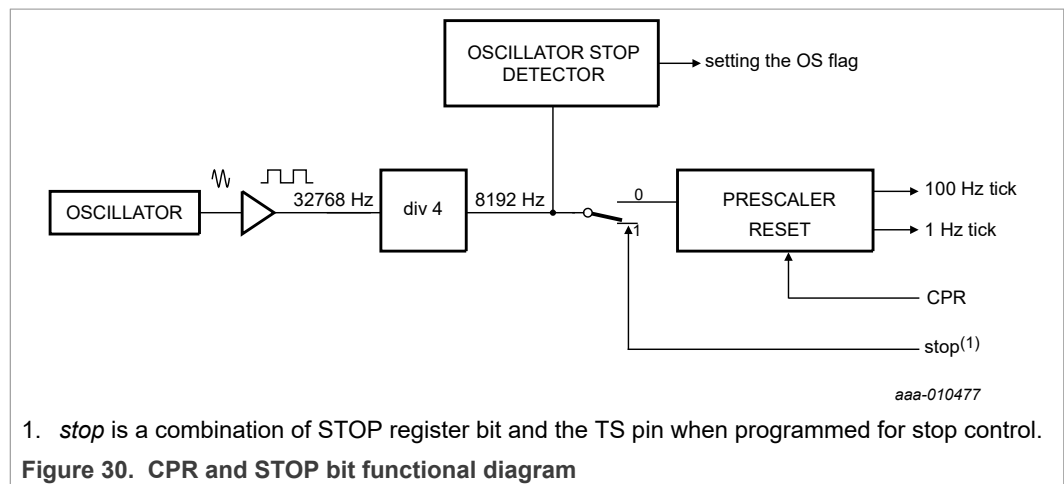 OSCILLATOR STOP
DETECTOR
setting the OS flag
OSCILLATOR
32768 Hz
div 4
8192 Hz
0
1
PRESCALER
RESET
100 Hz tick
1 Hz tick
CPR
stop(1)
aaa-010477
1. stop is a combination of STOP register bit and the TS pin when programmed for stop control.
Figure 30. CPR and STOP bit functional diagram